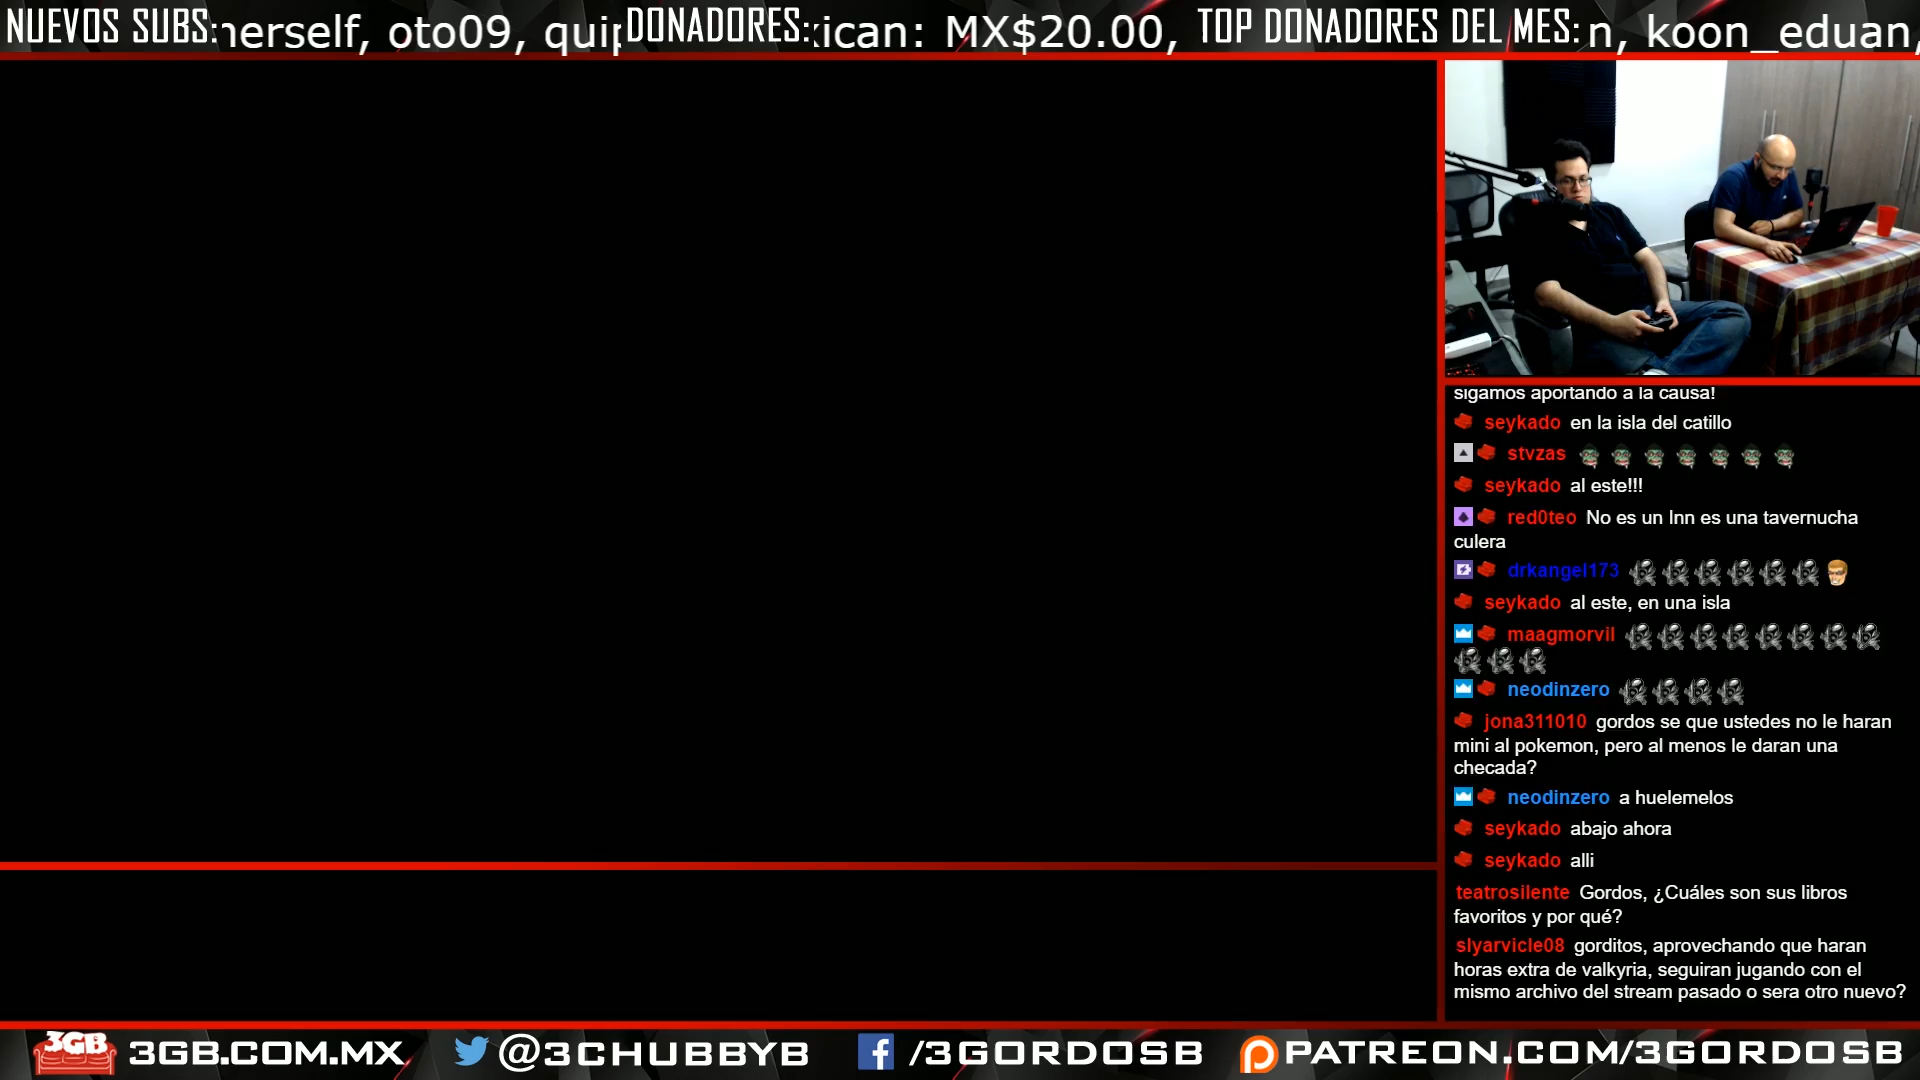 NUEVOS SUBS: herself, oto09, quip DONADORES: ican: MX$20.00, TOP DONADORES DEL MES: n, koon_eduan,
sigamos aportando a la causa!
seykado en la isla del catillo
stvzas
seykado al este!!!
red0teo No es un Inn es una tavernucha
culera
drkangel173
seykado al este, en una isla
maagmorvil
neodinzero
jona311010 gordos se que ustedes no le haran
mini al pokemon, pero al menos le daran una
checada?
neodinzero a huelemelos
seykado abajo ahora
seykado alli
teatrosilente Gordos, ¿Cuáles son sus libros
favoritos y por qué?
slyarvicle08 gorditos, aprovechando que haran
horas extra de valkyria, seguiran jugando con el
mismo archivo del stream pasado o sera otro nuevo?
3GB 3GB.COM.MX @3CHUBBYB /3GORDOSB PATREON.COM/3GORDOSB